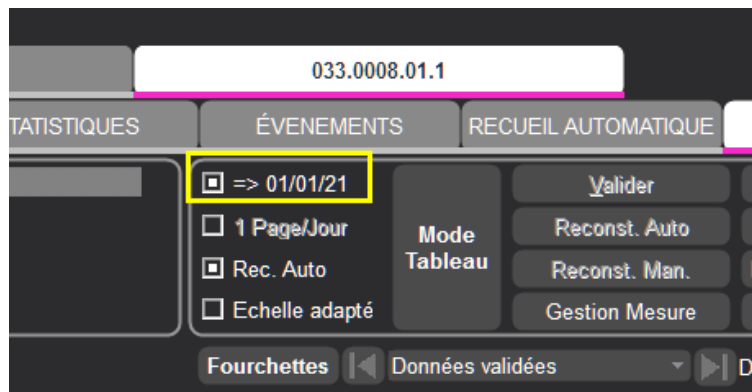 033.0008.01.1
TATISTIQUES
ÉVENEMENTS
RECUEIL AUTOMATIQUE
=> 01/01/21
1 Page/Jour
Rec. Auto
Echelle adapté
Mode
Tableau
Valider
Reconst. Auto
Reconst. Man.
Gestion Mesure
Fourchettes
Données validées
D